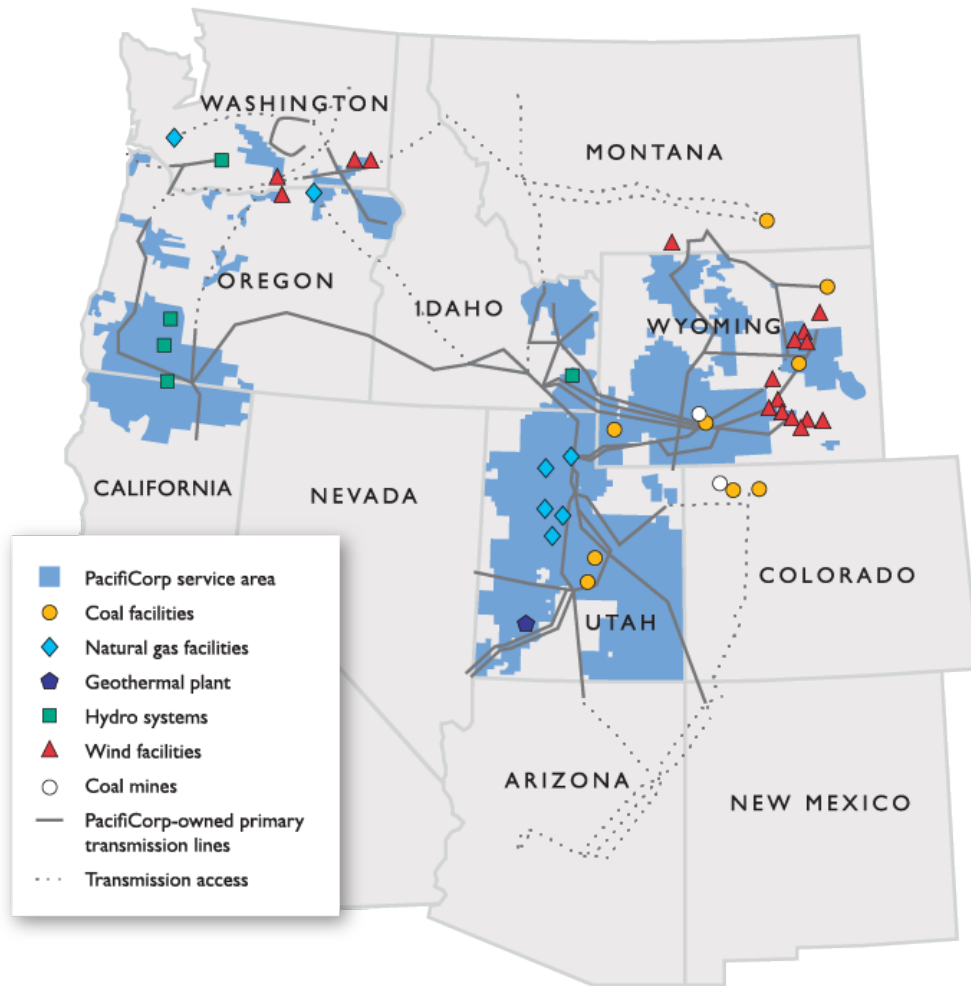 WASHINGTON
MONTANA
OREGON
IDAHO
WYOMING
CALIFORNIA
NEVADA
UTAH
COLORADO
ARIZONA
NEW MEXICO
PacifiCorp service area
Coal facilities
Natural gas facilities
Geothermal plant
Hydro systems
Wind facilities
Coal mines
PacifiCorp-owned primary
transmission lines
Transmission access